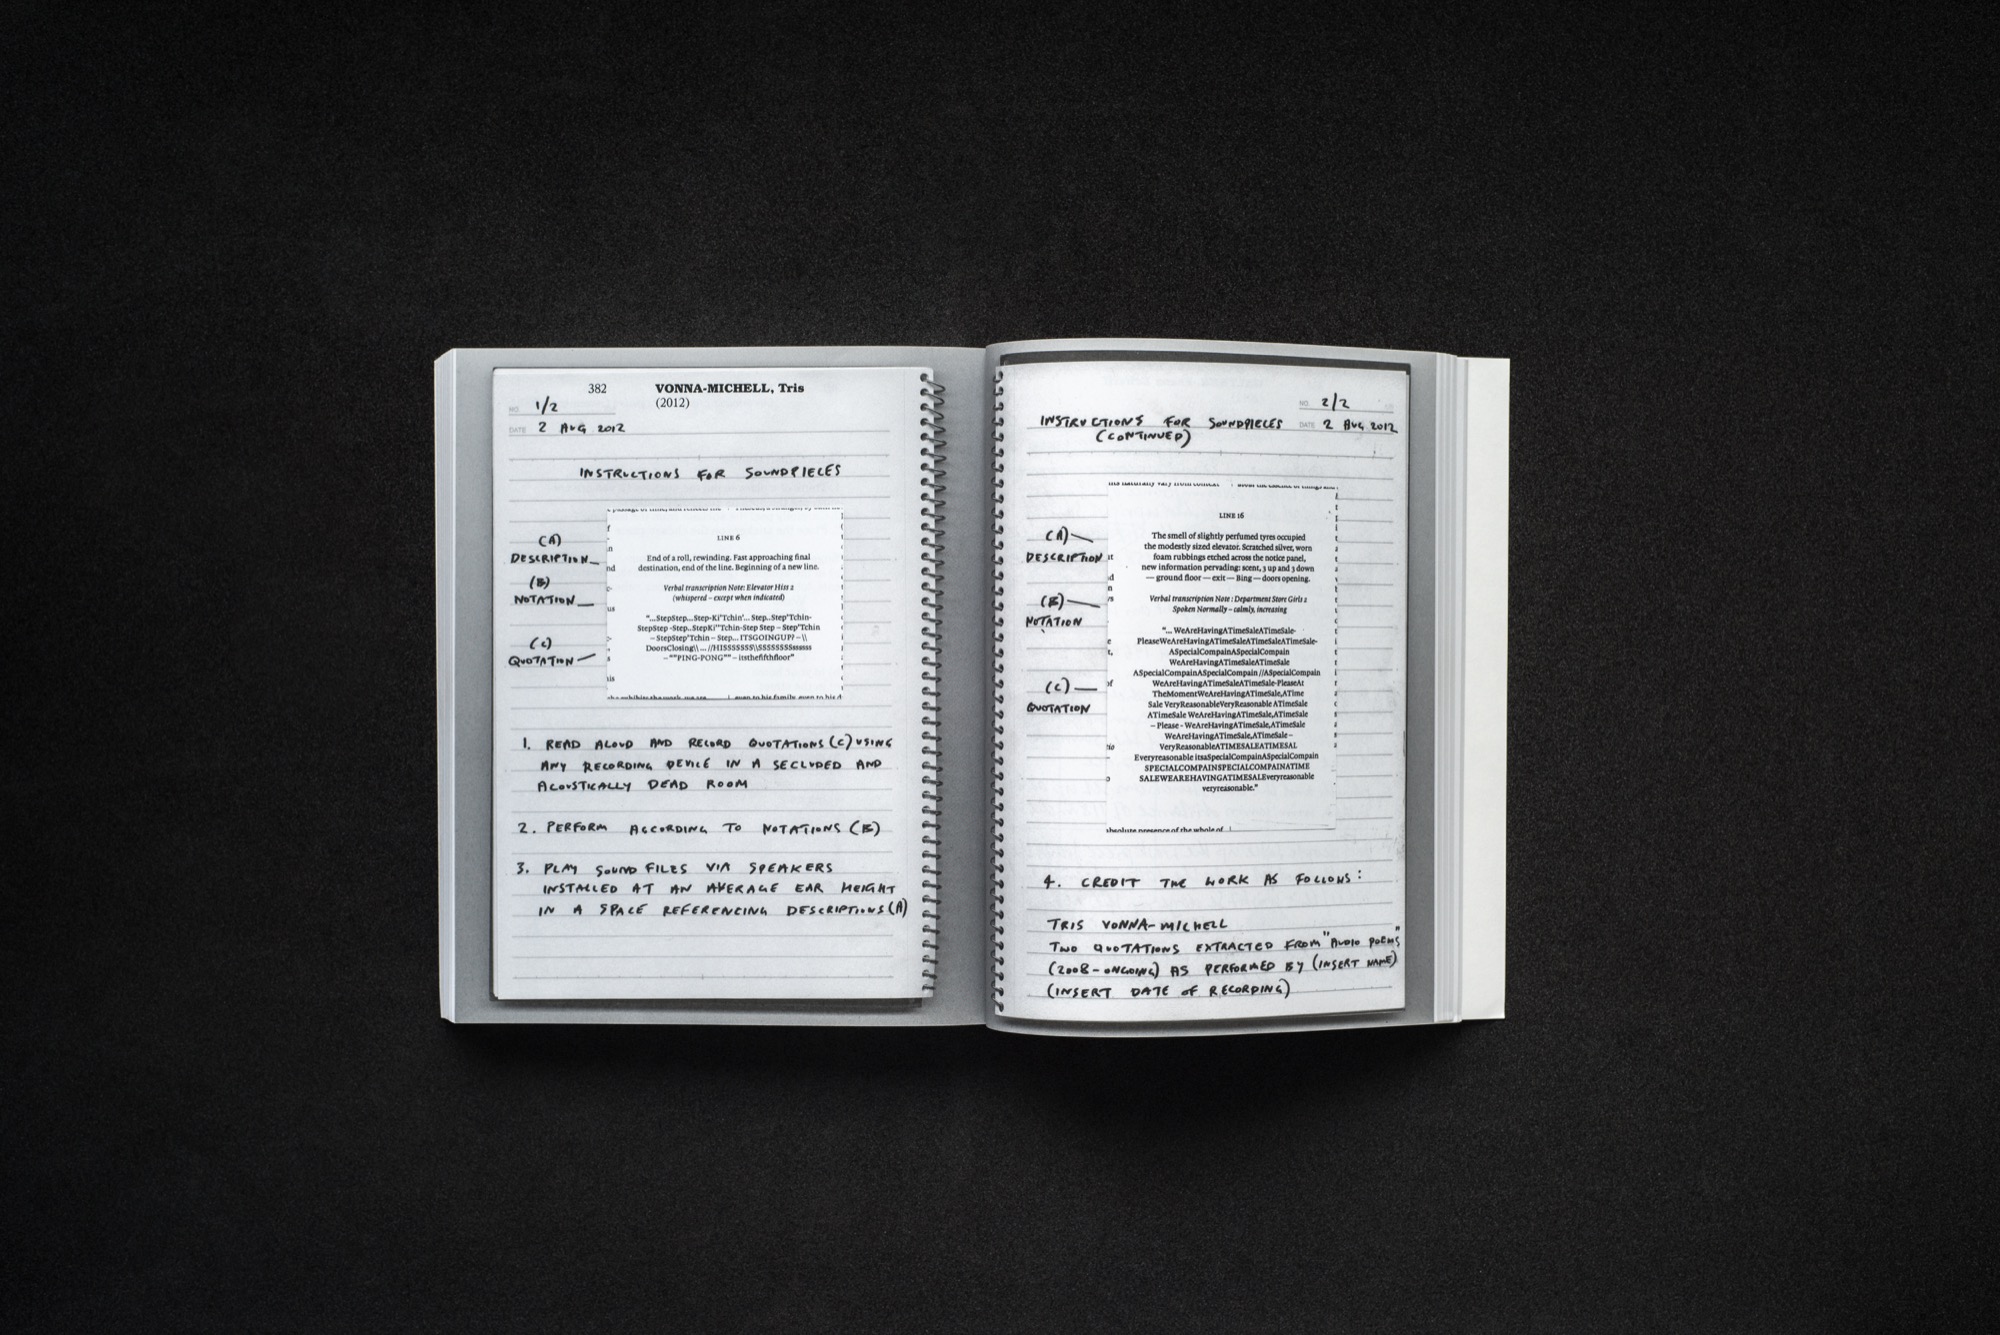 382
VONNA-MICHELL, Tris
(2012)
NO. 1/2
DATE 2 AUG 2012
INSTRUCTIONS FOR SOUNDPIECES
(A)
DESCRIPTION
(B)
NOTATION
(C)
QUOTATION
LINE 6
End of a roll, rewinding. Fast approaching final
destination, end of the line. Beginning of a new line.
Verbal transcription Note: Elevator Hiss 2
(whispered – except when indicated)
"...StepStep...Step-Ki'Tchin'... Step..Step'Tchin-
StepStep -Step..StepKi''Tchin-Step Step – Step'Tchin
– StepStep'Tchin – Step... ITSGOINGUP? – \\
DoorsClosing\\ ... //HISSSSSSS\\SSSSSSSSssssss
– ""PING-PONG"" – itsthefifthfloor"
1. READ ALOUD AND RECORD QUOTATIONS (C) USING
ANY RECORDING DEVICE IN A SECLUDED AND
ACOUSTICALLY DEAD ROOM
2. PERFORM ACCORDING TO NOTATIONS (B)
3. PLAY SOUND FILES VIA SPEAKERS
INSTALLED AT AN AVERAGE EAR HEIGHT
IN A SPACE REFERENCING DESCRIPTIONS (A)
NO. 2/2
INSTRUCTIONS FOR SOUNDPIECES
DATE 2 AUG 2012
(CONTINUED)
(A)
DESCRIPTION
(B)
NOTATION
(C)
QUOTATION
LINE 16
The smell of slightly perfumed tyres occupied
the modestly sized elevator. Scratched silver, worn
foam rubbings etched across the notice panel,
new information pervading: scent, 3 up and 3 down
— ground floor — exit — Bing — doors opening.
Verbal transcription Note : Department Store Girls 2
Spoken Normally – calmly, increasing
"... WeAreHavingATimeSaleATimeSale-
PleaseWeAreHavingATimeSaleATimeSaleATimeSale-
ASpecialCompainASpecialCompain
WeAreHavingATimeSaleATimeSale
ASpecialCompainASpecialCompain //ASpecialCompain
WeAreHavingATimeSaleATimeSale-PleaseAt
TheMomentWeAreHavingATimeSale,ATime
Sale VeryReasonableVeryReasonable ATimeSale
ATimeSale WeAreHavingATimeSale,ATimeSale
– Please - WeAreHavingATimeSale,ATimeSale
WeAreHavingATimeSale,ATimeSale –
VeryReasonableATIMESALEATIMESAL
Everyreasonable itsaSpecialCompainASpecialCompain
SPECIALCOMPAINSPECIALCOMPAINATIME
SALEWEAREHAVINGATIMESALEveryreasonable
veryreasonable."
absolute presence of the whole of
4. CREDIT THE WORK AS FOLLOWS:
TRIS VONNA-MICHELL
TWO QUOTATIONS EXTRACTED FROM "AUDIO POEMS"
(2008-ONGOING) AS PERFORMED BY (INSERT NAME)
(INSERT DATE OF RECORDING)